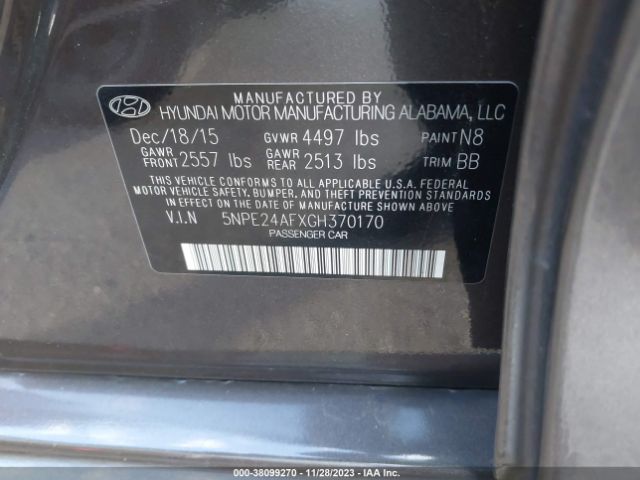 MANUFACTURED BY
HYUNDAI MOTOR MANUFACTURING ALABAMA, LLC
Dec/18/15 GVWR 4497 lbs PAINT N8
GAWR FRONT 2557 lbs GAWR REAR 2513 lbs TRIM BB
THIS VEHICLE CONFORMS TO ALL APPLICABLE U.S.A. FEDERAL
MOTOR VEHICLE SAFETY, BUMPER, AND THEFT PREVENTION STANDARDS
IN EFFECT ON THE DATE OF MANUFACTURE SHOWN ABOVE.
V.I.N 5NPE24AFXGH370170
PASSENGER CAR
000-38099270 - 11/28/2023 - IAA Inc.